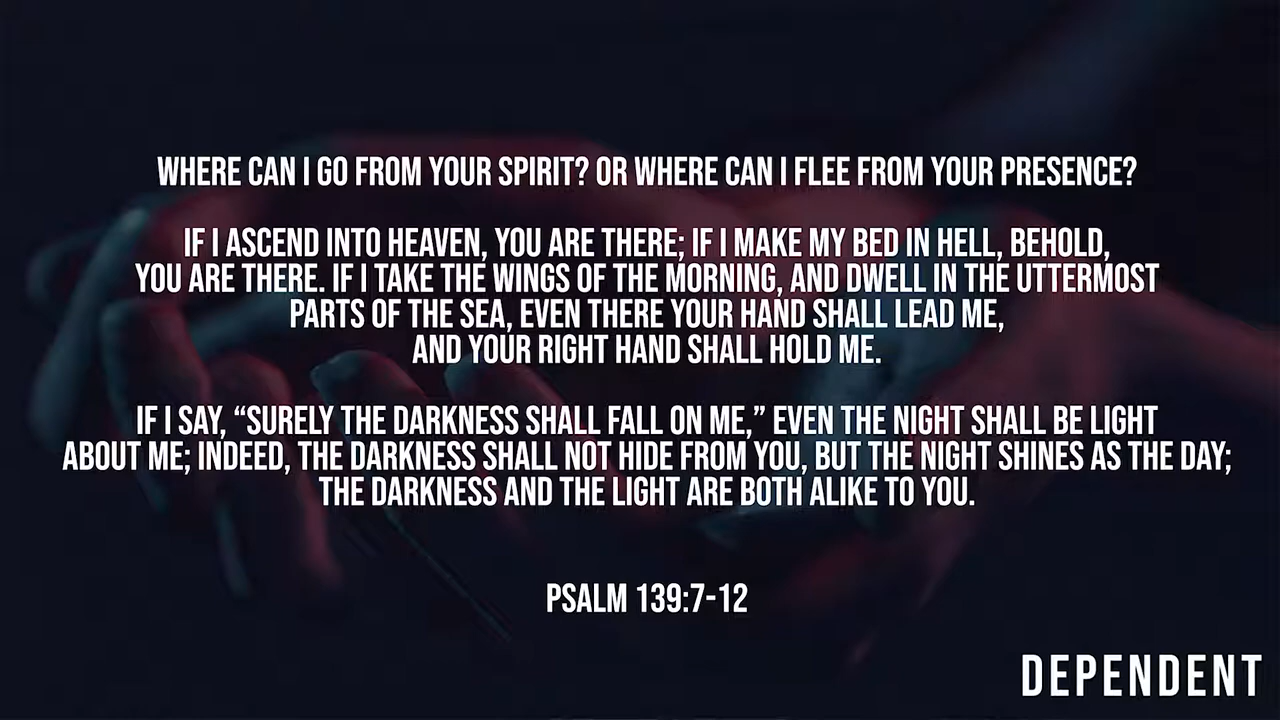 WHERE CAN I GO FROM YOUR SPIRIT? OR WHERE CAN I FLEE FROM YOUR PRESENCE?
IF I ASCEND INTO HEAVEN, YOU ARE THERE; IF I MAKE MY BED IN HELL, BEHOLD,
YOU ARE THERE. IF I TAKE THE WINGS OF THE MORNING, AND DWELL IN THE UTTERMOST
PARTS OF THE SEA, EVEN THERE YOUR HAND SHALL LEAD ME,
AND YOUR RIGHT HAND SHALL HOLD ME.
IF I SAY, “SURELY THE DARKNESS SHALL FALL ON ME,” EVEN THE NIGHT SHALL BE LIGHT
ABOUT ME; INDEED, THE DARKNESS SHALL NOT HIDE FROM YOU, BUT THE NIGHT SHINES AS THE DAY;
THE DARKNESS AND THE LIGHT ARE BOTH ALIKE TO YOU.
PSALM 139:7-12
DEPENDENT